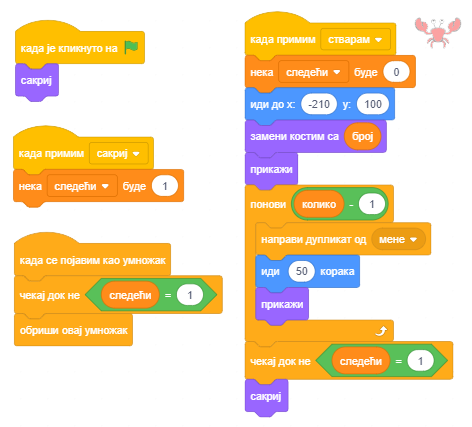 када је кликнуто на
сакриј
када примим сакриј
нека следећи буде 1
када се појавим као умножак
чекај док не следећи = 1
обриши овај умножак
када примим стварам
нека следећи буде 0
иди до x: -210 y: 100
замени костим са број
прикажи
понови колико - 1
направи дупликат од мене
иди 50 корака
прикажи
чекај док не следећи = 1
сакриј